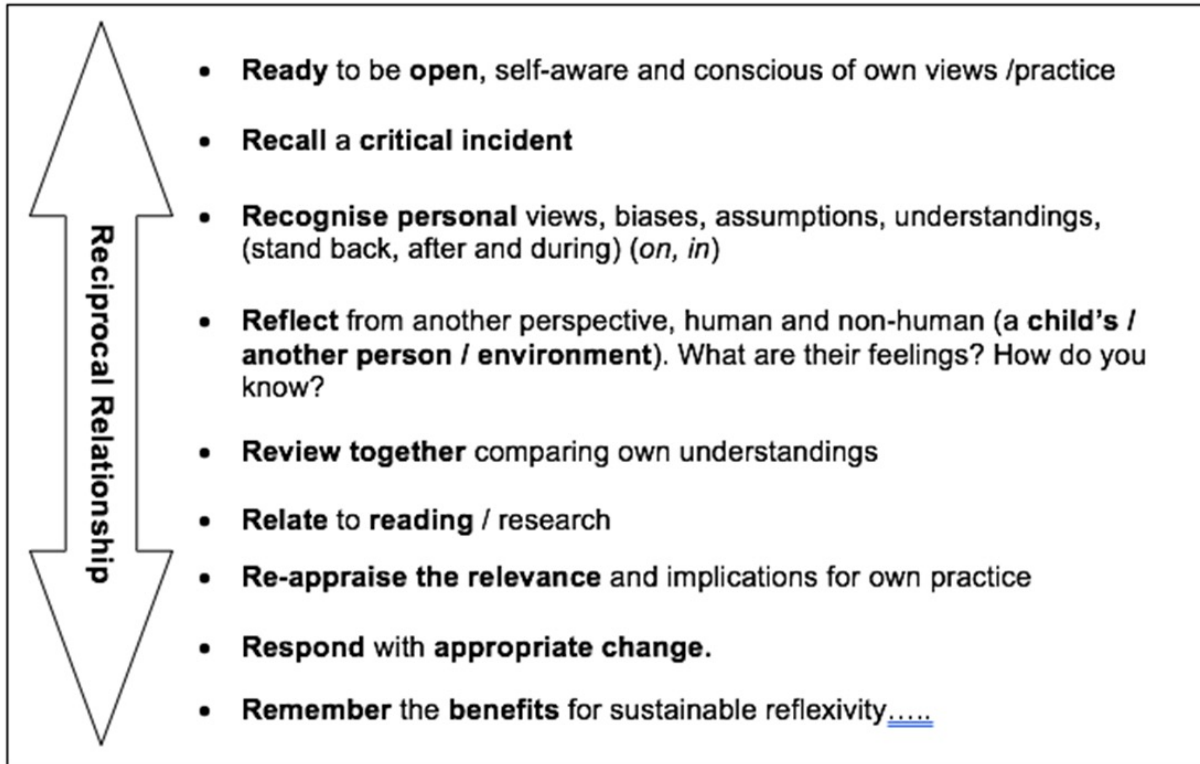 Reciprocal Relationship
• Ready to be open, self-aware and conscious of own views /practice
• Recall a critical incident
• Recognise personal views, biases, assumptions, understandings,
(stand back, after and during) (on, in)
• Reflect from another perspective, human and non-human (a child's /
another person / environment). What are their feelings? How do you
know?
• Review together comparing own understandings
• Relate to reading / research
• Re-appraise the relevance and implications for own practice
• Respond with appropriate change.
• Remember the benefits for sustainable reflexivity.....